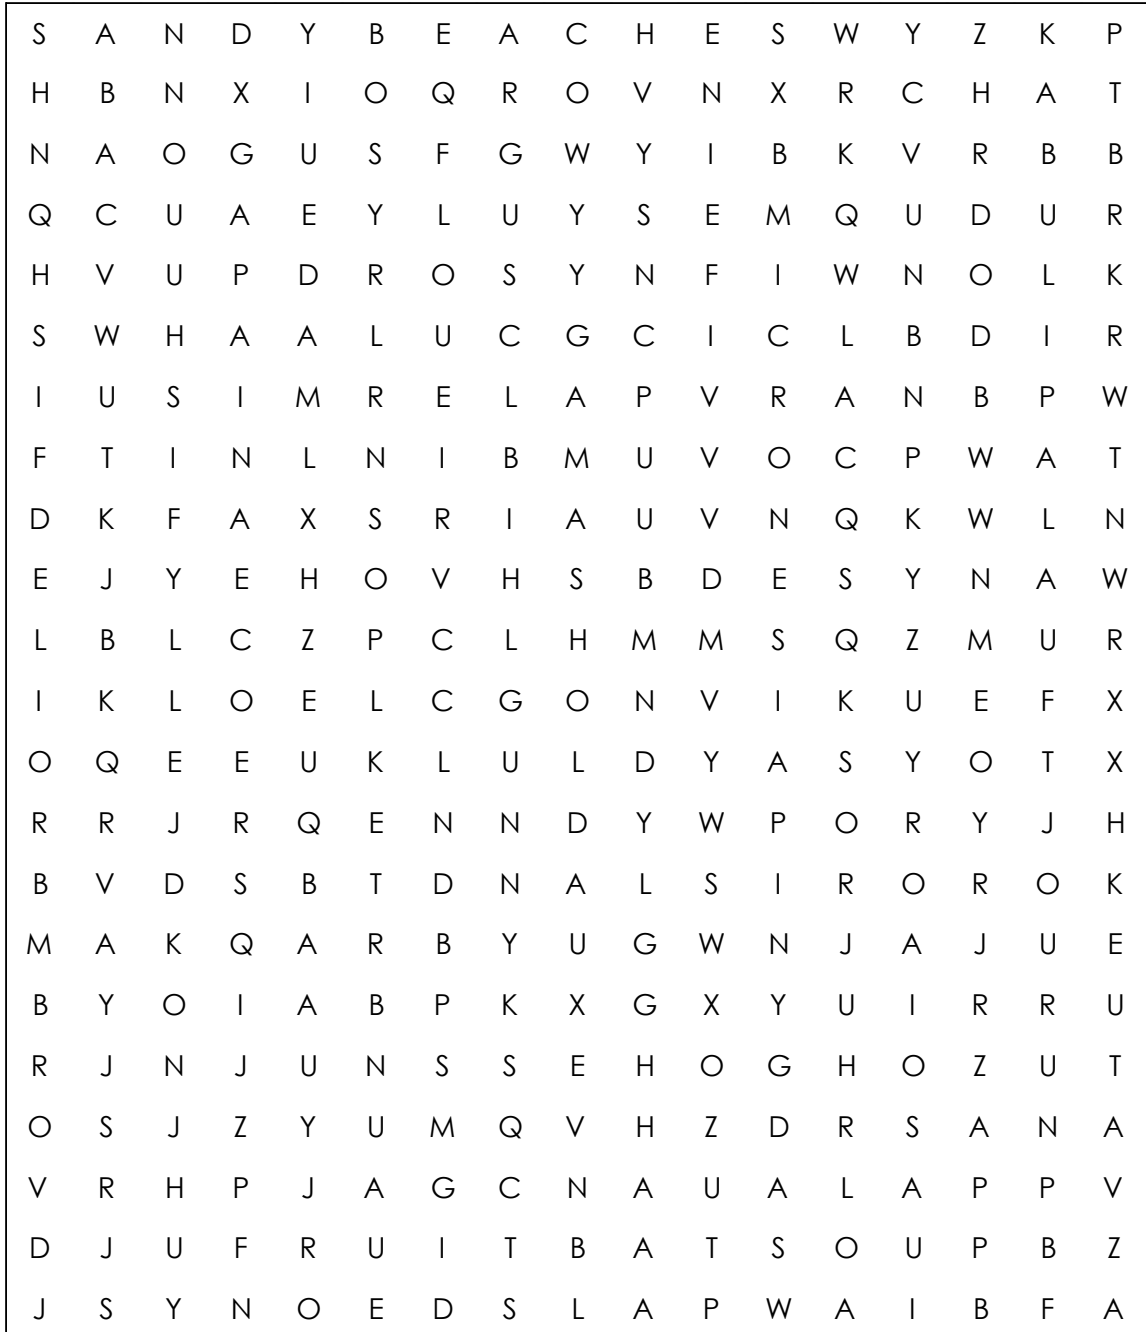 S A N D Y B E A C H E S W Y Z K P
H B N X I O Q R O V N X R C H A T
N A O G U S F G W Y I B K V R B B
Q C U A E Y L U Y S E M Q U D U R
H V U P D R O S Y N F I W N O L K
S W H A A L U C G C I C L B D I R
I U S I M R E L A P V R A N B P W
F T I N L N I B M U V O C P W A T
D K F A X S R I A U V N Q K W L N
E J Y E H O V H S B D E S Y N A W
L B L C Z P C L H M M S Q Z M U R
I K L O E L C G O N V I K U E F X
O Q E E U K L U L D Y A S Y O T X
R R J R Q E N N D Y W P O R Y J H
B V D S B T D N A L S I R O R O K
M A K Q A R B Y U G W N J A J U E
B Y O I A B P K X G X Y U I R R U
R J N J U N S S E H O G H O Z U T
O S J Z Y U M Q V H Z D R S A N A
V R H P J A G C N A U A L A P P V
D J U F R U I T B A T S O U P B Z
J S Y N O E D S L A P W A I B F A